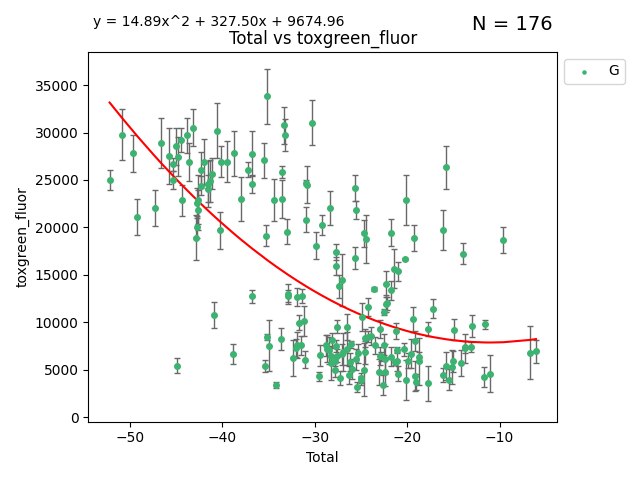 y = 14.89x^2 + 327.50x + 9674.96
N = 176
Total vs toxgreen_fluor
G
35000
30000
25000
20000
15000
10000
5000
0
toxgreen_fluor
−50
−40
−30
−20
−10
Total